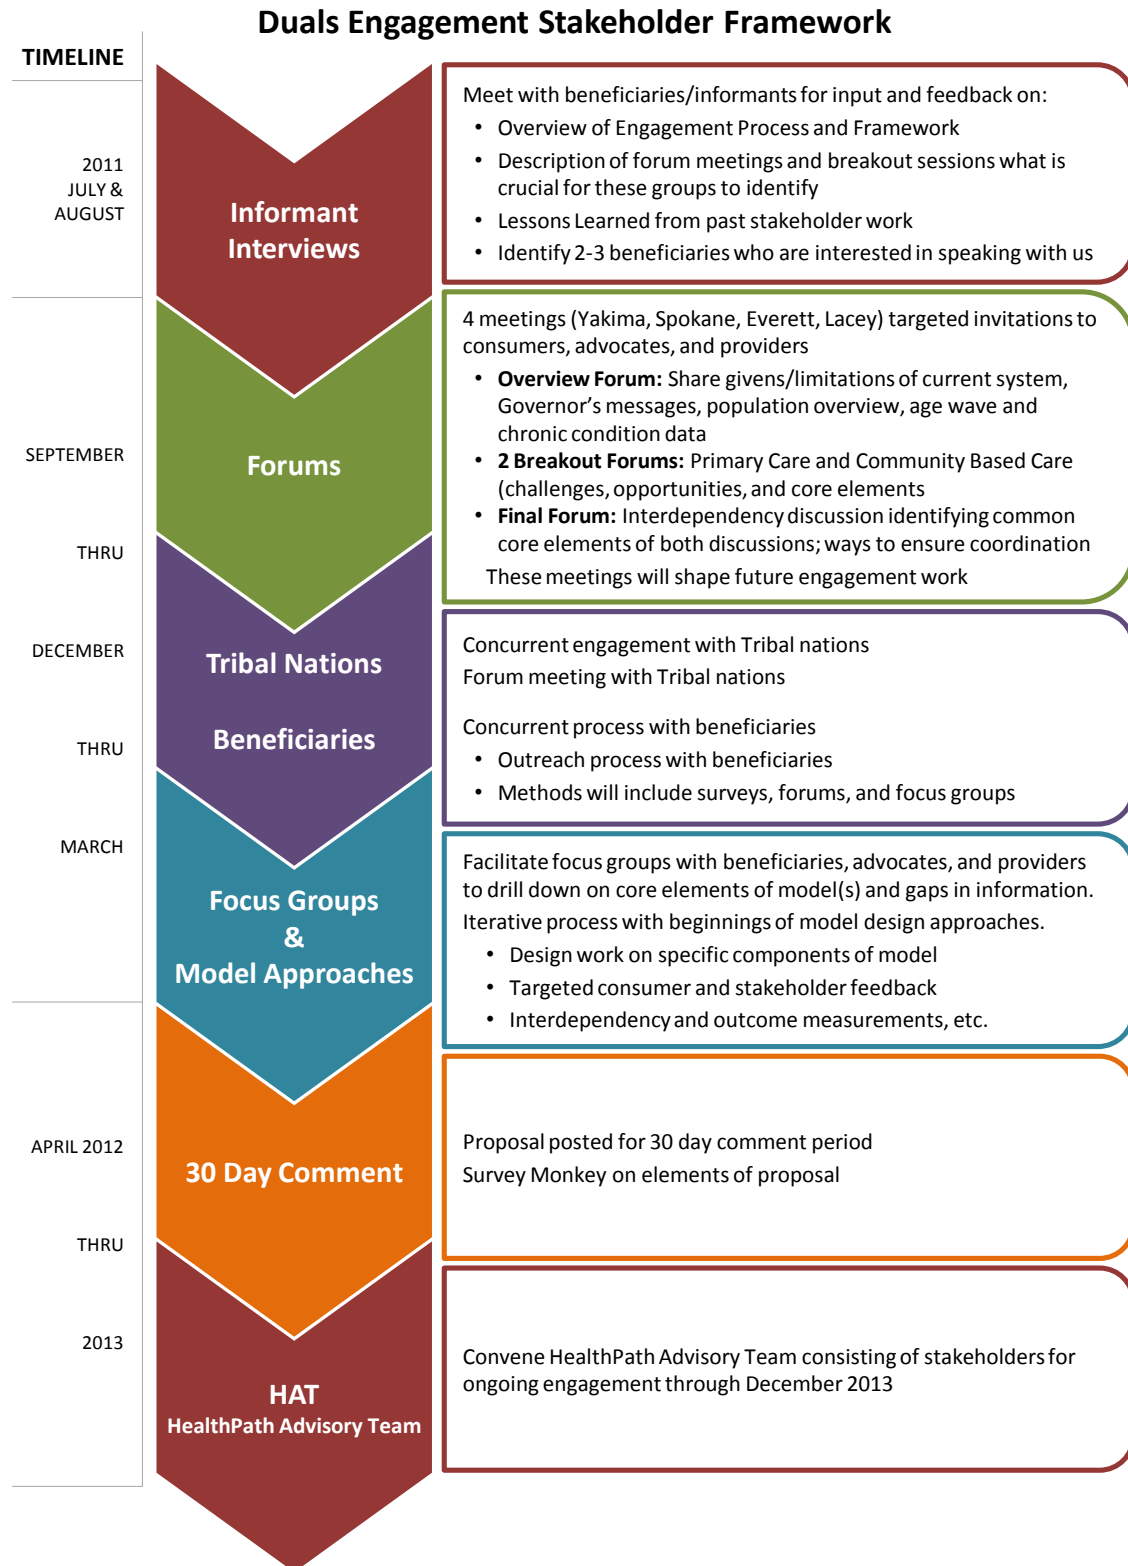 Duals Engagement Stakeholder Framework
TIMELINE
2011
JULY &
AUGUST
Informant
Interviews
Meet with beneficiaries/informants for input and feedback on:
• Overview of Engagement Process and Framework
• Description of forum meetings and breakout sessions what is
crucial for these groups to identify
• Lessons Learned from past stakeholder work
• Identify 2-3 beneficiaries who are interested in speaking with us
SEPTEMBER
THRU
Forums
4 meetings (Yakima, Spokane, Everett, Lacey) targeted invitations to
consumers, advocates, and providers
• Overview Forum: Share givens/limitations of current system,
Governor's messages, population overview, age wave and
chronic condition data
• 2 Breakout Forums: Primary Care and Community Based Care
(challenges, opportunities, and core elements
• Final Forum: Interdependency discussion identifying common
core elements of both discussions; ways to ensure coordination
These meetings will shape future engagement work
DECEMBER
THRU
Tribal Nations
Beneficiaries
Concurrent engagement with Tribal nations
Forum meeting with Tribal nations
Concurrent process with beneficiaries
• Outreach process with beneficiaries
• Methods will include surveys, forums, and focus groups
MARCH
Focus Groups
&
Model Approaches
Facilitate focus groups with beneficiaries, advocates, and providers
to drill down on core elements of model(s) and gaps in information.
Iterative process with beginnings of model design approaches.
• Design work on specific components of model
• Targeted consumer and stakeholder feedback
• Interdependency and outcome measurements, etc.
APRIL 2012
THRU
30 Day Comment
Proposal posted for 30 day comment period
Survey Monkey on elements of proposal
2013
HAT
HealthPath Advisory Team
Convene HealthPath Advisory Team consisting of stakeholders for
ongoing engagement through December 2013